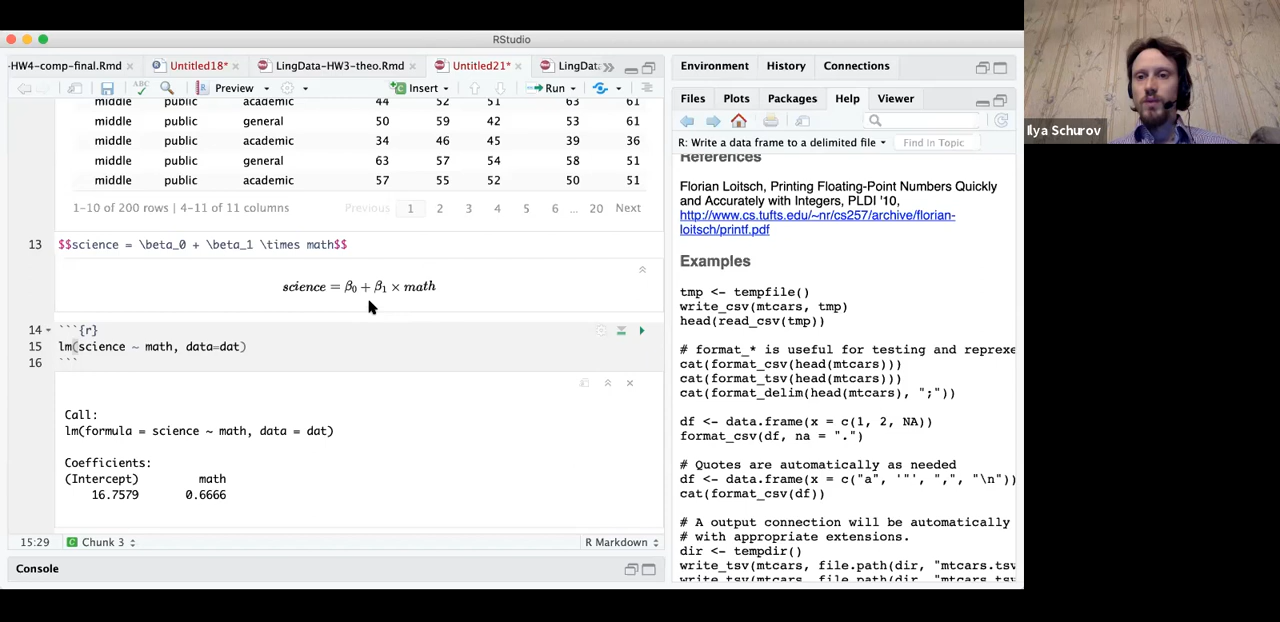 RStudio
-HW4-comp-final.Rmd
Untitled18*
LingData-HW3-theo.Rmd
Untitled21*
LingData
ABC
Preview
Insert
Run
middle public academic 44 52 51 63 61
middle public general 50 59 42 53 61
middle public academic 34 46 45 39 36
middle public general 63 57 54 58 51
middle public academic 57 55 52 50 51
1-10 of 200 rows | 4-11 of 11 columns
Previous 1 2 3 4 5 6 ... 20 Next
13 $$science = \beta_0 + \beta_1 \times math$$
science = β0 + β1 × math
14 ```{r}
15 lm(science ~ math, data=dat)
16 ```
Call:
lm(formula = science ~ math, data = dat)
Coefficients:
(Intercept) math
16.7579 0.6666
15:29 Chunk 3 R Markdown
Console
Environment History Connections
Files Plots Packages Help Viewer
R: Write a data frame to a delimited file Find in Topic
References
Florian Loitsch, Printing Floating-Point Numbers Quickly
and Accurately with Integers, PLDI '10,
http://www.cs.tufts.edu/~nr/cs257/archive/florian-
loitsch/printf.pdf
Examples
tmp <- tempfile()
write_csv(mtcars, tmp)
head(read_csv(tmp))
# format_* is useful for testing and reprexe
cat(format_csv(head(mtcars)))
cat(format_tsv(head(mtcars)))
cat(format_delim(head(mtcars), ";"))
df <- data.frame(x = c(1, 2, NA))
format_csv(df, na = ".")
# Quotes are automatically as needed
df <- data.frame(x = c("a", '"', ",", "\n"))
cat(format_csv(df))
# A output connection will be automatically
# with appropriate extensions.
dir <- tempdir()
write_tsv(mtcars, file.path(dir, "mtcars.tsv
write_tsv(mtcars, file.path(dir, "mtcars.tsv
Ilya Schurov